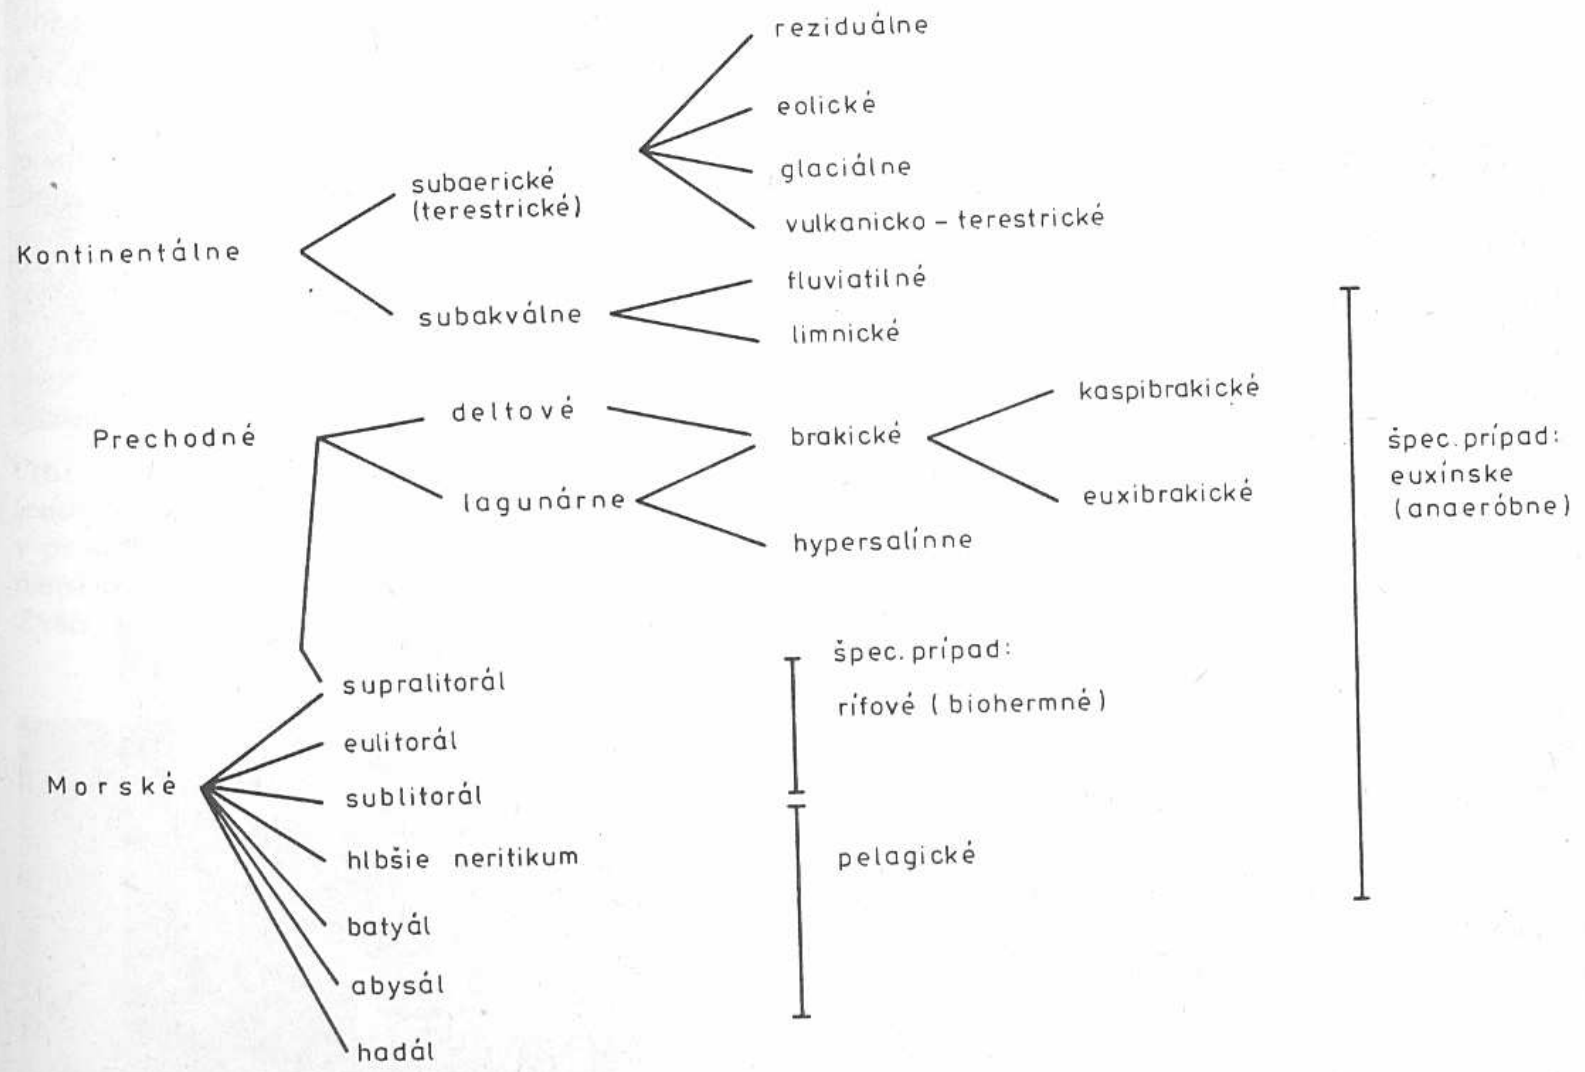 reziduálne
eolické
glaciálne
subaerické
(terestrické)
vulkanicko - terestrické
Kontinentálne
fluviatilné
subakválne
limnické
kaspibrakické
deltové
Prechodné
brakické
špec. prípad:
euxínske
(anaeróbne)
lagunárne
euxibrakické
hypersalínne
špec. prípad:
rífové (biohermné)
supralitorál
eulitorál
Morské
sublitorál
hlbšie neritikum
pelagické
batyál
abysál
hadál